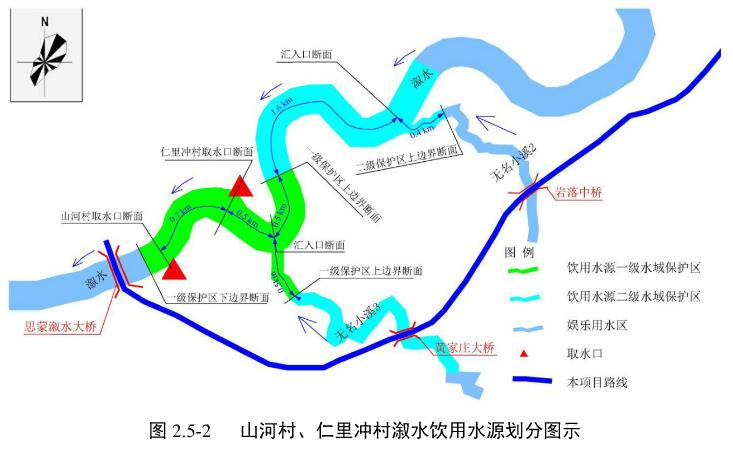 N
汇入口断面
溆水
1.6 km
0.4 km
二级保护区上边界断面
无名小溪2
仁里冲村取水口断面
一级保护区上边界断面
岩落中桥
山河村取水口断面
0.7 km
0.5 km
0.5 km
汇入口断面
图 例
溆水
一级保护区下边界断面
一级保护区上边界断面
饮用水源一级水域保护区
饮用水源二级水域保护区
无名小溪3
思蒙溆水大桥
黄家庄大桥
娱乐用水区
取水口
本项目路线
图 2.5-2 山河村、仁里冲村溆水饮用水源划分图示